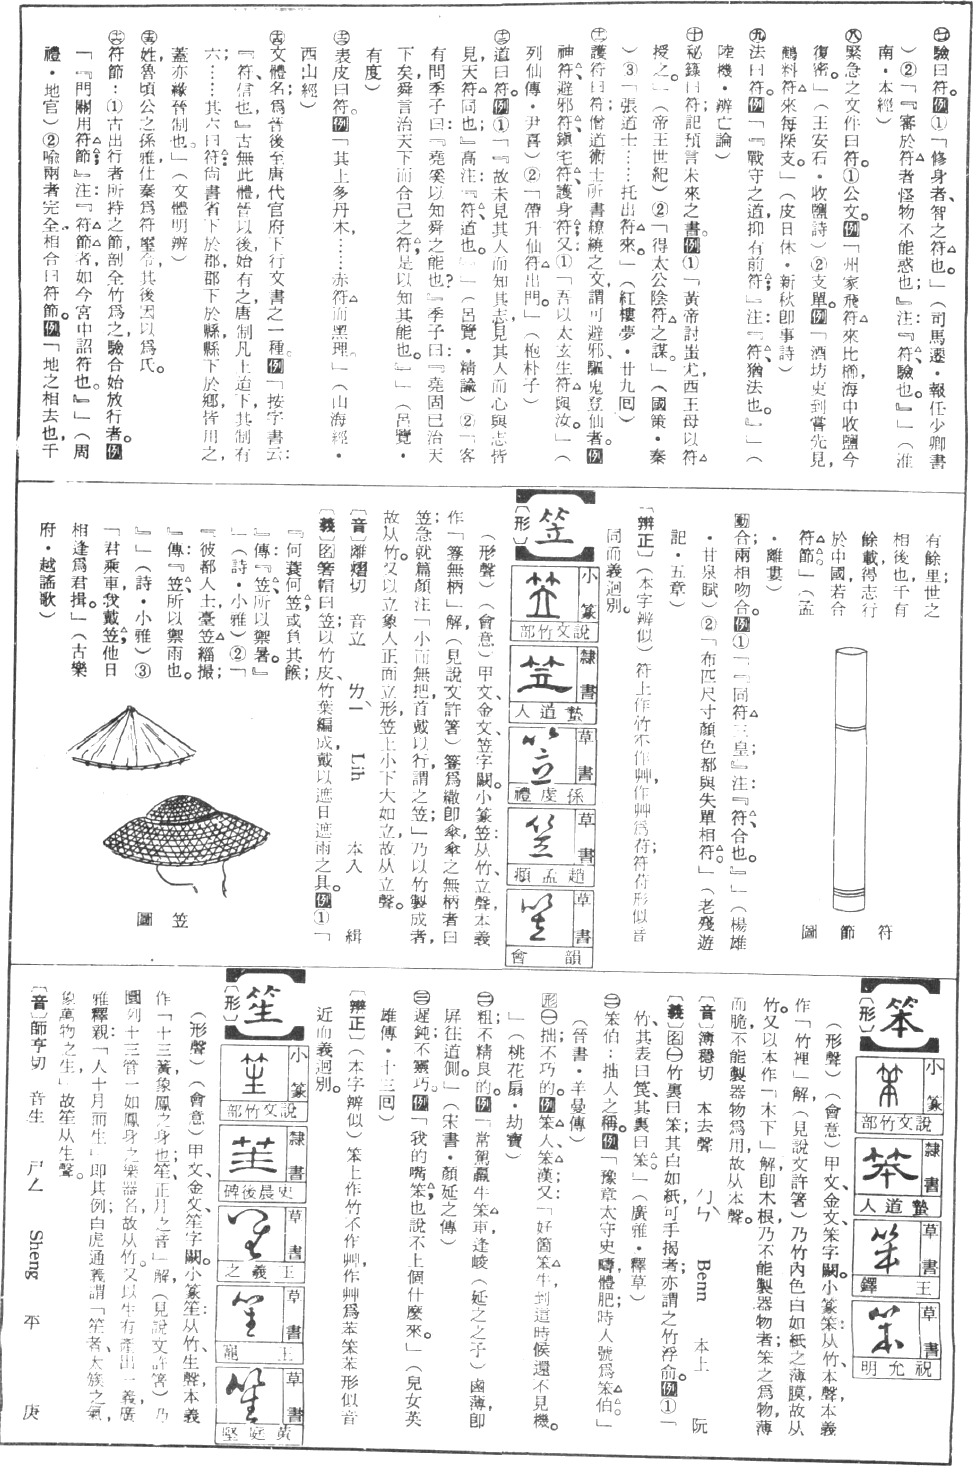 ㊆驗曰符。例①「修身者、智之符也。」（司馬遷・報任少卿書
）②「『審於符者怪物不能惑也；』注：『符、驗也。』」（淮
南・本經）
㊇緊急之文件曰符。①公文。例「州家飛符來比櫛，海中收鹽今
復密。」（王安石・收鹽詩）②支單。例「酒坊吏到嘗先見，
鶴料符來每探支。」（皮日休・新秋即事詩）
㊈法曰符。例「『戰守之道，抑有前符；』注：『符、猶法也。』」（
陸機・辨亡論）
㊉秘錄曰符；記預言未來之書。例①「黃帝討蚩尤，西王母以符
授之。」（帝王世紀）②「得太公陰符之謀。」（國策・秦
）③「張道士……托出符來。」（紅樓夢・廿九回）
⑪護符曰符；僧道術士所書繚繞之文，謂可避邪、驅鬼登仙者。例
神符、避邪符、鎮宅符、護身符；又：①「吾以太玄生符與汝。」（
列仙傳・尹喜）②「帶升仙符出門。」（枹朴子）
⑫道曰符。例①「『故未見其人而知其志，見其人而心與志皆
見，天符同也；』高注：『符、道也。』」（呂覽・精諭）②「客
有問季子曰：『堯奚以知舜之能也？』季子曰：『堯固已治天
下矣，舜言治天下而合己之符，是以知其能也。』」（呂覽・
有度）
⑬表皮曰符。例「其上多丹木，……赤符而黑理。」（山海經・
西山經）
⑭文體名；爲晉後至唐代官府下行文書之一種。例「按字書云：
『符、信也。』古無此體，晉以後始有之。唐制，凡上迨下，其制有
六：……其六曰符；尚書省下於郡，郡下於縣，縣下於鄉，皆用之，
蓋亦緣晉制也。」（文體明辨）
⑮姓。魯頃公之孫雅仕秦爲符璽令，其後因以爲氏。
⑯符節：①古出行者所持之節，剖全竹爲之，驗合始放行者。例
「『門關用符節；』注：『符節者，如今宮中詔符也。』」（周
禮・地官）②喩兩者完全相合曰符節。例「地之相去也，千
有餘里；世之
相後也，千有
餘載；得志行
於中國，若合
符節。」（孟
・離婁）
動合；兩相吻合。例①「『同符三皇；』注：『符、合也。』」（楊雄
・甘泉賦）②「布匹尺寸顏色都與失單相符。」（老殘遊
記・五章）
〔辨正〕（本字辨似）符上作竹，不作艸，作艸爲苻；符苻形似音
同而義迥別。
符節圖
笠
〔形〕
小篆
說文竹部
隸書
蟄道人
草書
孫虔禮
草書
趙孟頫
草書
韻會
（形聲）（會意）甲文、金文、笠字闕。小篆笠：从竹、立聲，本義
作「簦無柄」解，（見說文許箸）簦爲繖，卽傘，傘之無柄者曰
笠；急就篇顏注「小而無把，首戴以行，謂之笠；」乃以竹製成者，
故从竹。又以立象人正面立形，笠上小下大如立，故从立聲。
〔音〕離熠切　音立　ㄌㄧˋ　Lih　本入　緝
〔義〕名箬帽曰笠；以竹皮、竹葉編成，戴以遮日遮雨之具。例①「
『何蓑何笠，或負其餱；』
傳：『笠、所以禦暑。』
」（詩・小雅）②「
『彼都人士，臺笠緇撮；
』傳：『笠、所以禦雨也。
』」（詩・小雅）③
「君乘車，我戴笠，他日
相逢爲君揖。」（古樂
府・越謠歌）
笠圖
笨
〔形〕
小篆
說文竹部
隸書
蟄道人
草書
王鐸
草書
祝允明
（形聲）（會意）甲文、金文、笨字闕。小篆笨：从竹、本聲，本義
作「竹裡」解，（見說文許箸）乃竹內色白如紙之薄膜，故从
竹。又以本作「木下」解，卽木根，乃不能製器物者；笨之爲物，薄
而脆，不能製器物爲用，故从本聲。
〔音〕薄穩切　本去聲　ㄅㄣˋ　Benn　本上　阮
〔義〕名㊀竹裏曰笨；其白如紙，可手揭者，亦謂之竹浮俞。例①「
竹、其表曰笢，其裏曰笨。」（廣雅・釋草）
㊁笨伯：拙人之稱。例「豫章太守史疇體肥，時人號爲笨伯。」
（晉書・羊曼傳）
形㊀拙；不巧的。例笨人、笨漢；又：「好箇笨牛，到這時候還不見機。
」（桃花扇・劫寶）
㊁粗；不精良的。例「常駕羸牛笨車，逢峻（延之之子）鹵薄，卽
屏往道側。」（宋書・顏延之傳）
㊂遲鈍；不靈巧。例「我的嘴笨，也說不上個什麼來。」（兒女英
雄傳・十三回）
〔辨正〕（本字辨似）笨上作竹，不作艸，作艸爲苯；笨苯形似音
近而義迥別。
笙
〔形〕
小篆
說文竹部
隸書
史晨後碑
草書
王羲之
草書
王寵
草書
黃庭堅
（形聲）（會意）甲文、金文、笙字闕。小篆笙：从竹、生聲，本義
作「十三簧，象鳳之身也，笙、正月之音」解，（見說文許箸）乃
圜列十三管一如鳳身之樂器名，故从竹。又以生有產出一義，廣
雅釋親：「人十月而生；」卽其例；白虎通義謂「笙者、太簇之氣，
象萬物之生，」故笙从生聲。
〔音〕師亨切　音生　ㄕㄥ　Sheng　平　庚